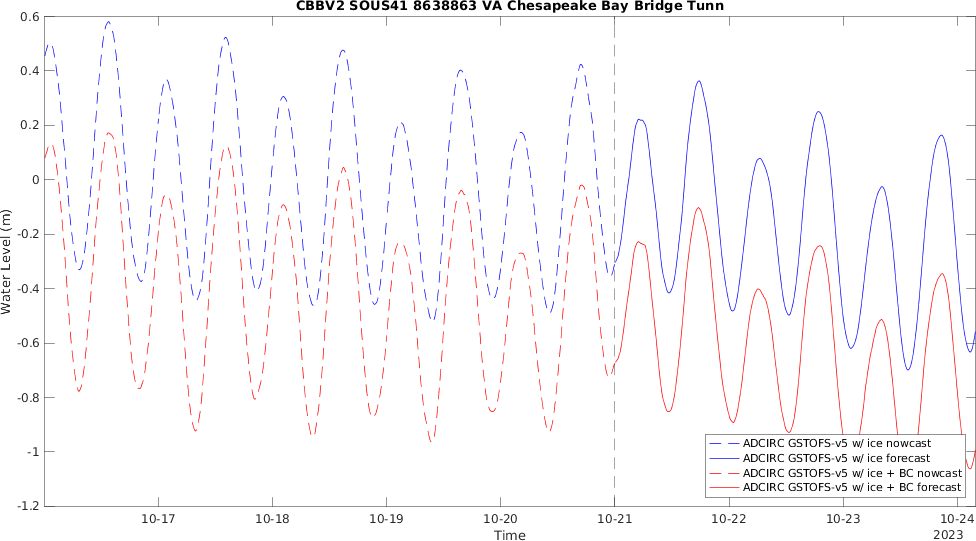 CBBV2 SOUS41 8638863 VA Chesapeake Bay Bridge Tunn
0.6
0.4
0.2
0
-0.2
-0.4
-0.6
-0.8
-1
-1.2
Water Level (m)
ADCIRC GSTOFS-v5 w/ ice nowcast
ADCIRC GSTOFS-v5 w/ ice forecast
ADCIRC GSTOFS-v5 w/ ice + BC nowcast
ADCIRC GSTOFS-v5 w/ ice + BC forecast
10-17 10-18 10-19 10-20 10-21 10-22 10-23 10-24
Time
2023